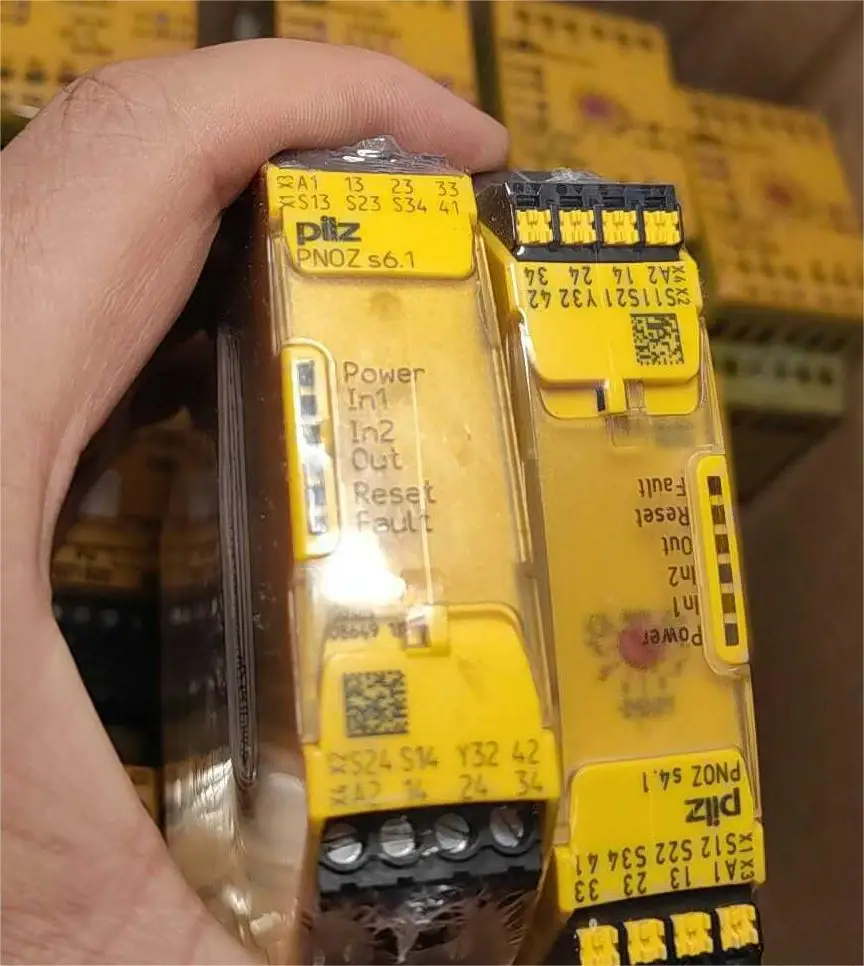 X3 A1 13 23 33
X1 S13 S23 S34 41
pilz
PNOZ s6.1
Power
In1
In2
Out
Reset
Fault
X2 S24 S14 Y32 42
X4 A2 14 24 34
X3 A1 13 23 33
X1 S12 S22 S34 41
pilz
PNOZ s4.1
Power
In1
In2
Out
Reset
Fault
X2 S11 S21 Y32 42
X4 A2 14 24 34